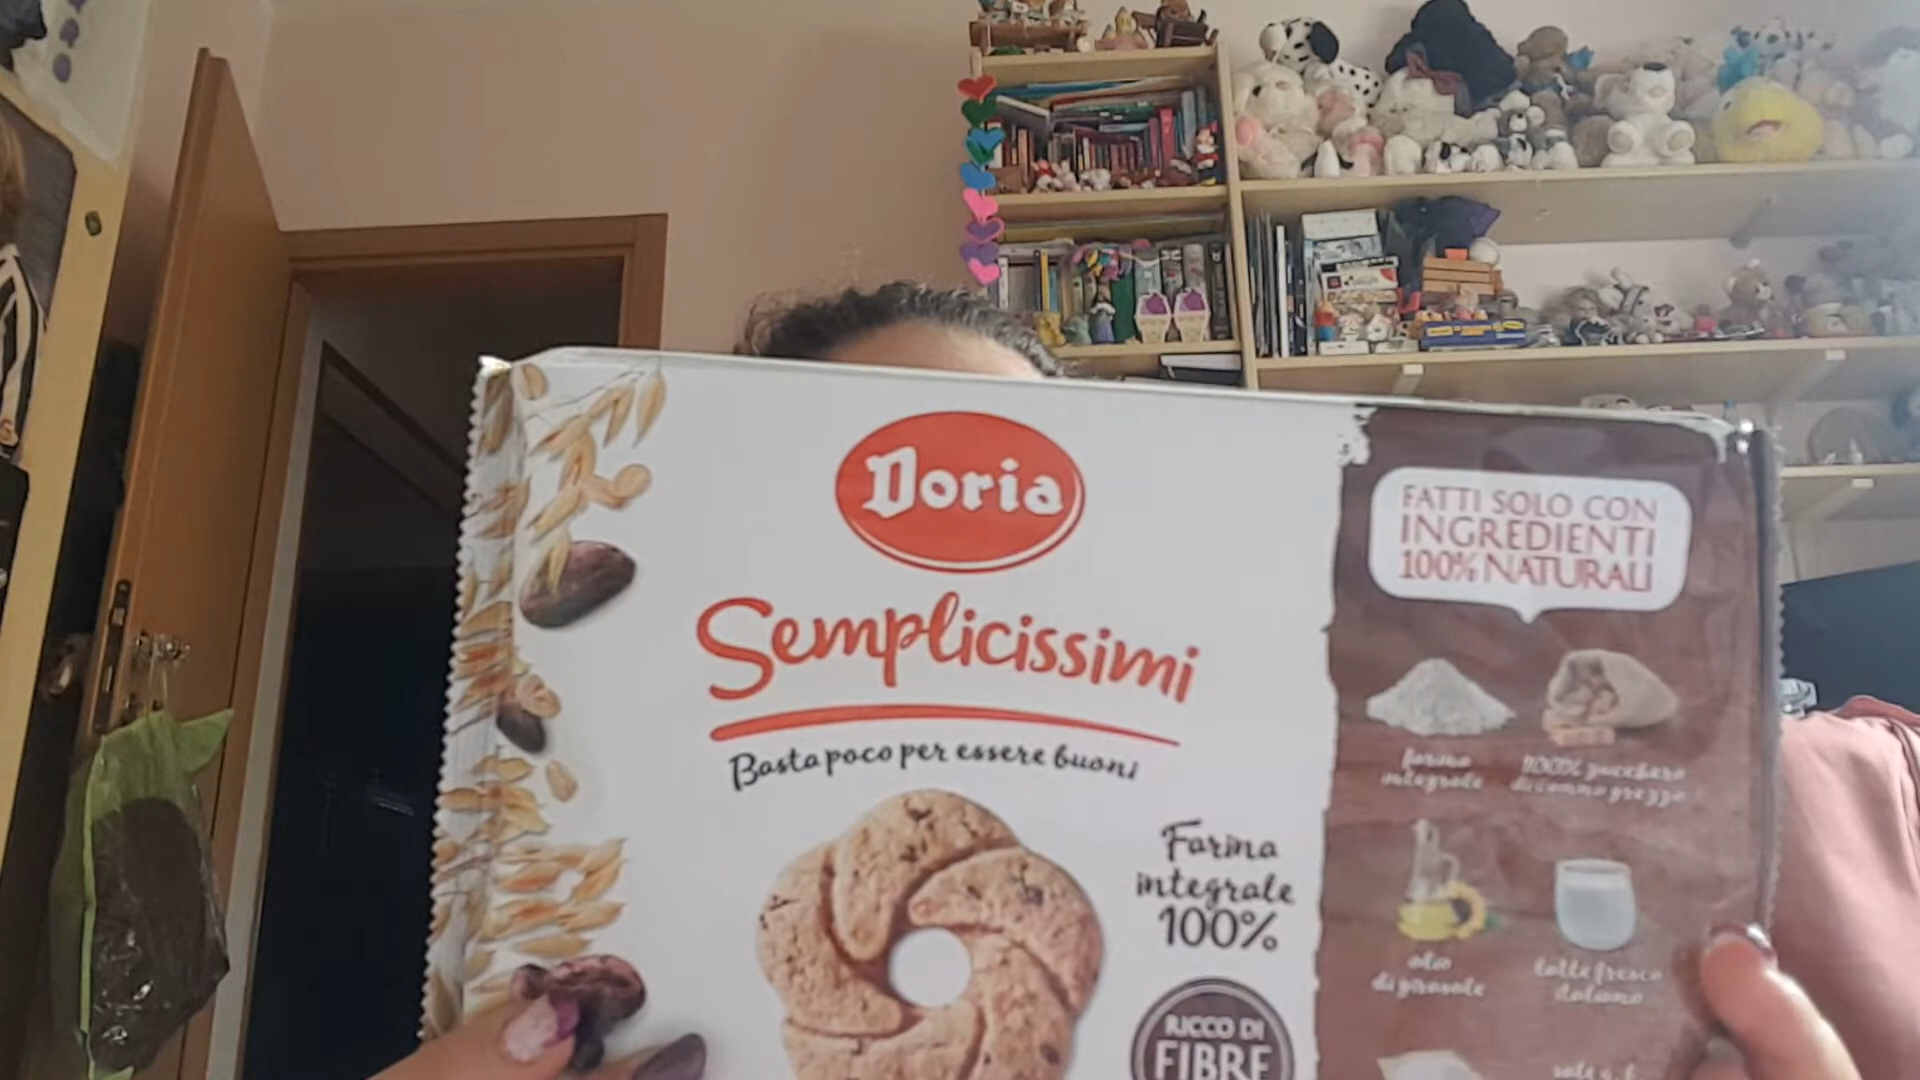 Doria
Semplicissimi
Basta poco per essere buoni
Farina
integrale
100%
RICCO DI
FIBRE
FATTI SOLO CON
INGREDIENTI
100% NATURALI
farina
integrale
100% zucchero
di canna grezzo
olio
di girasole
latte fresco
italiano